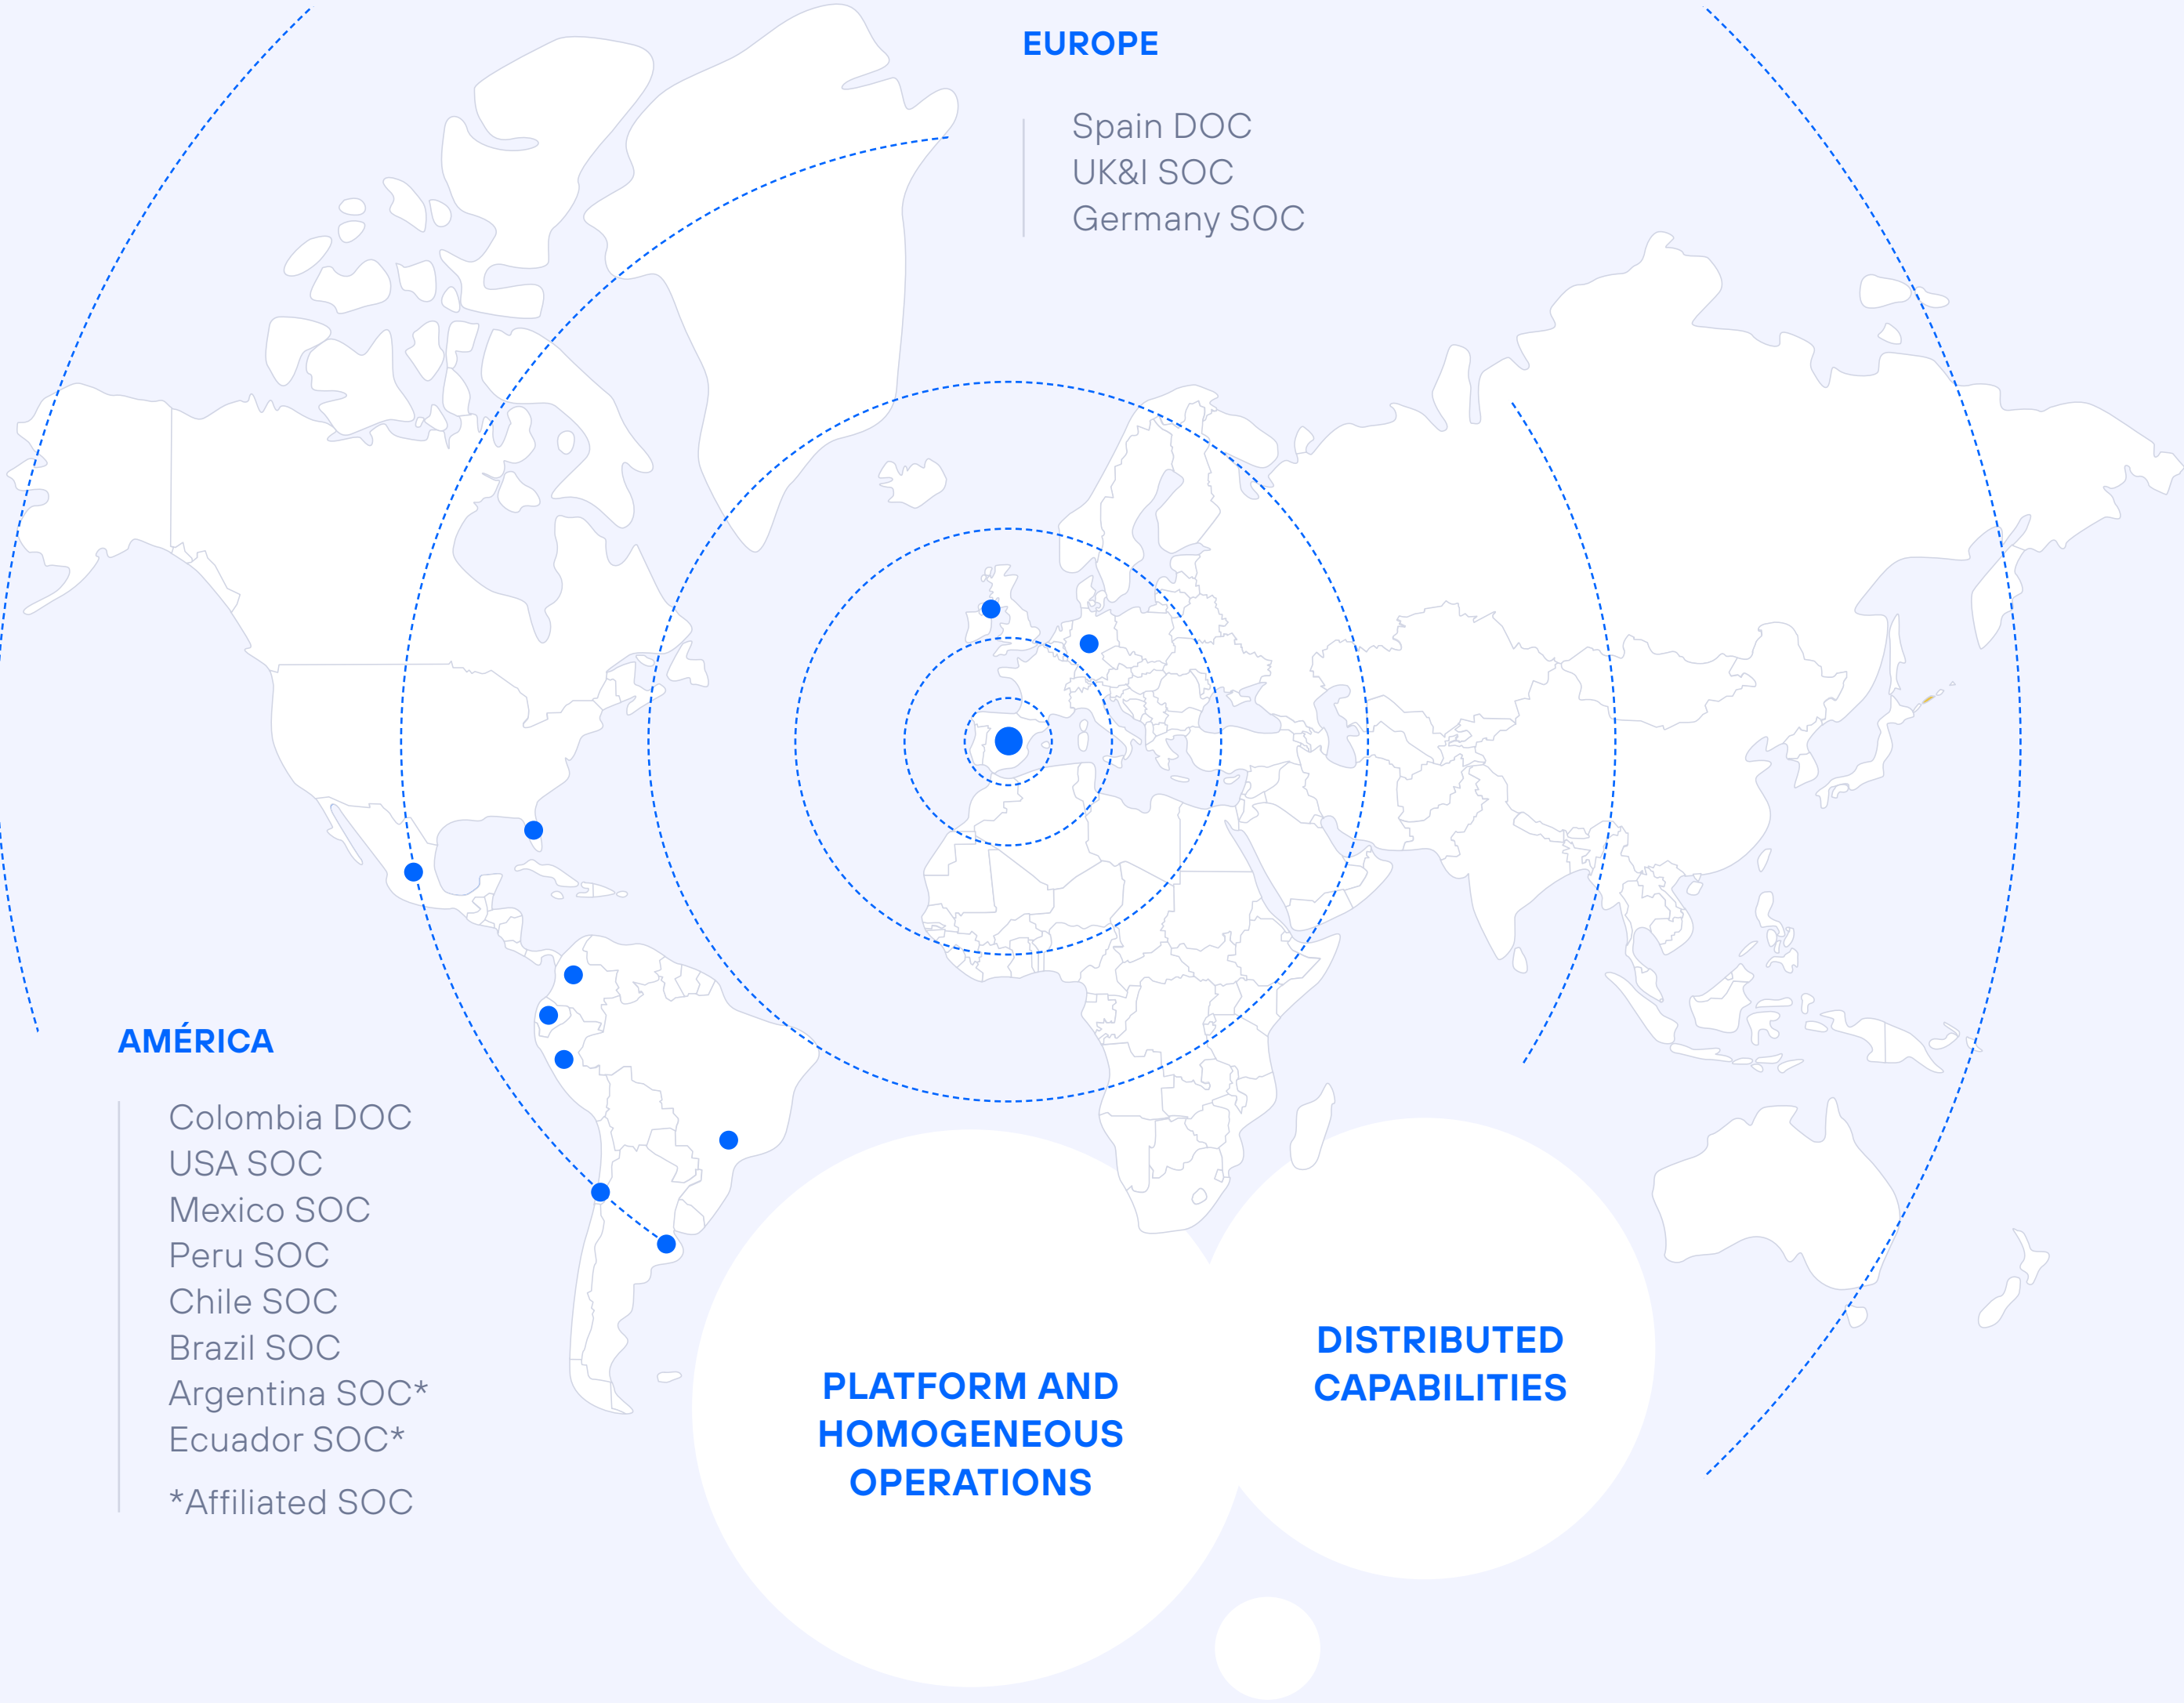 EUROPE
Spain DOC
UK&I SOC
Germany SOC
AMÉRICA
Colombia DOC
USA SOC
Mexico SOC
Peru SOC
Chile SOC
Brazil SOC
Argentina SOC*
Ecuador SOC*
*Affiliated SOC
PLATFORM AND
HOMOGENEOUS
OPERATIONS
DISTRIBUTED
CAPABILITIES